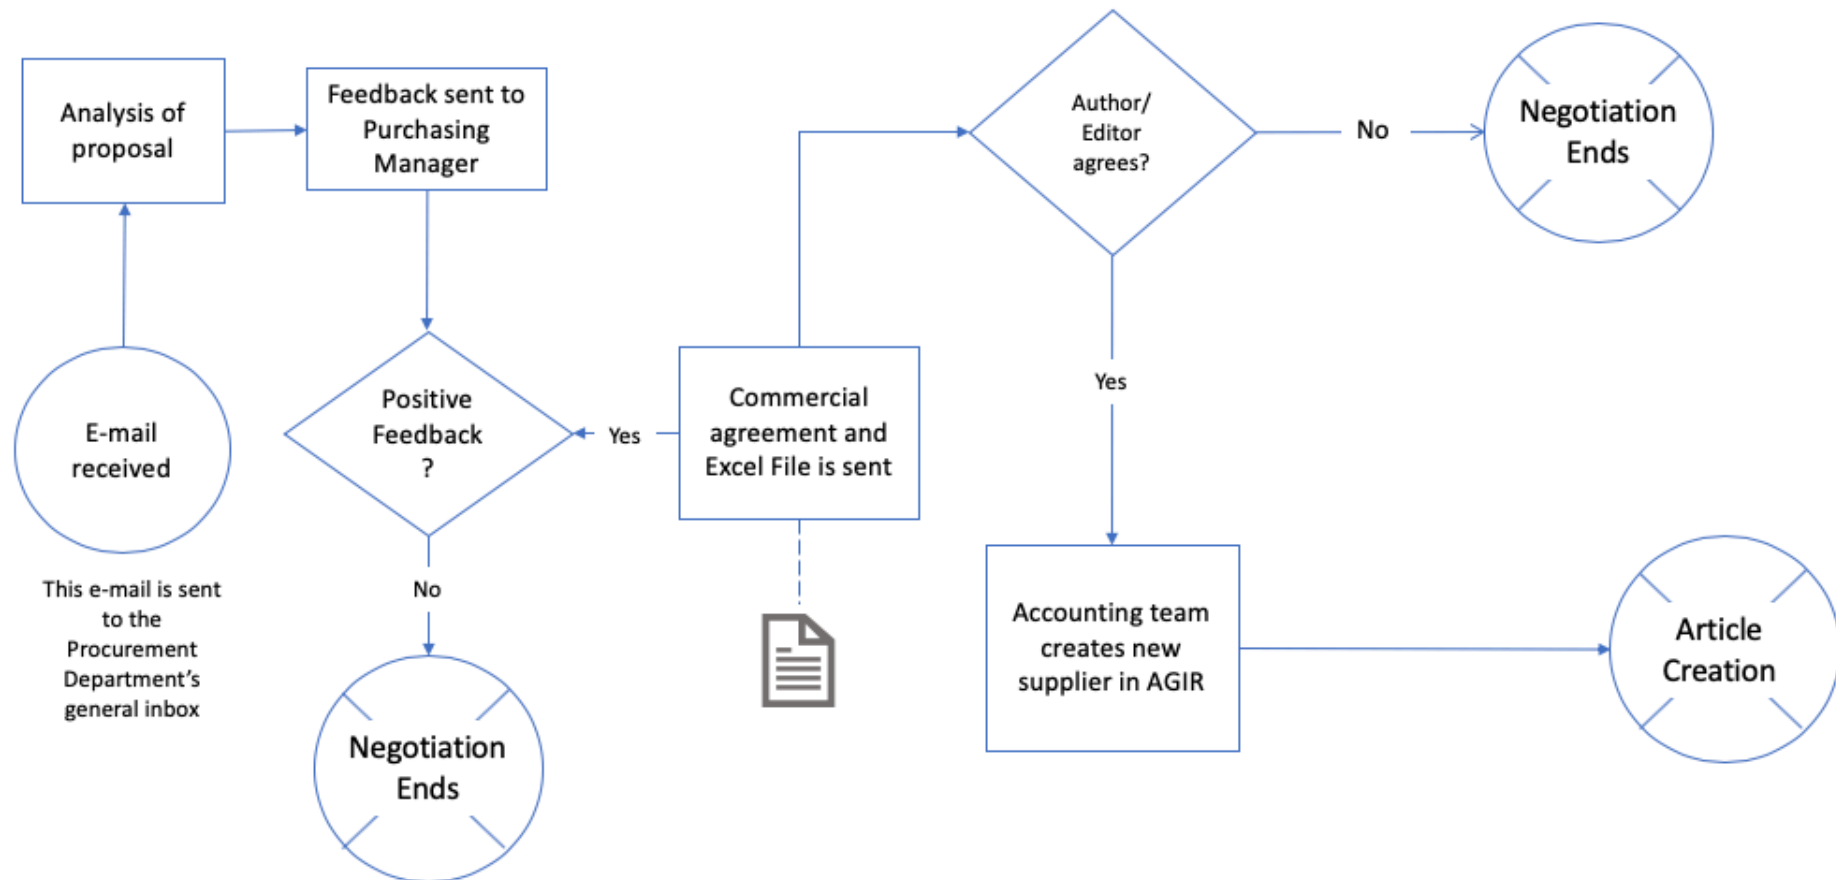 Analysis of
proposal
Feedback sent to
Purchasing
Manager
Author/
Editor
agrees?
No
Negotiation
Ends
E-mail
received
Positive
Feedback
?
Yes
Commercial
agreement and
Excel File is sent
Yes
This e-mail is sent
to the
Procurement
Department’s
general inbox
No
Negotiation
Ends
Accounting team
creates new
supplier in AGIR
Article
Creation